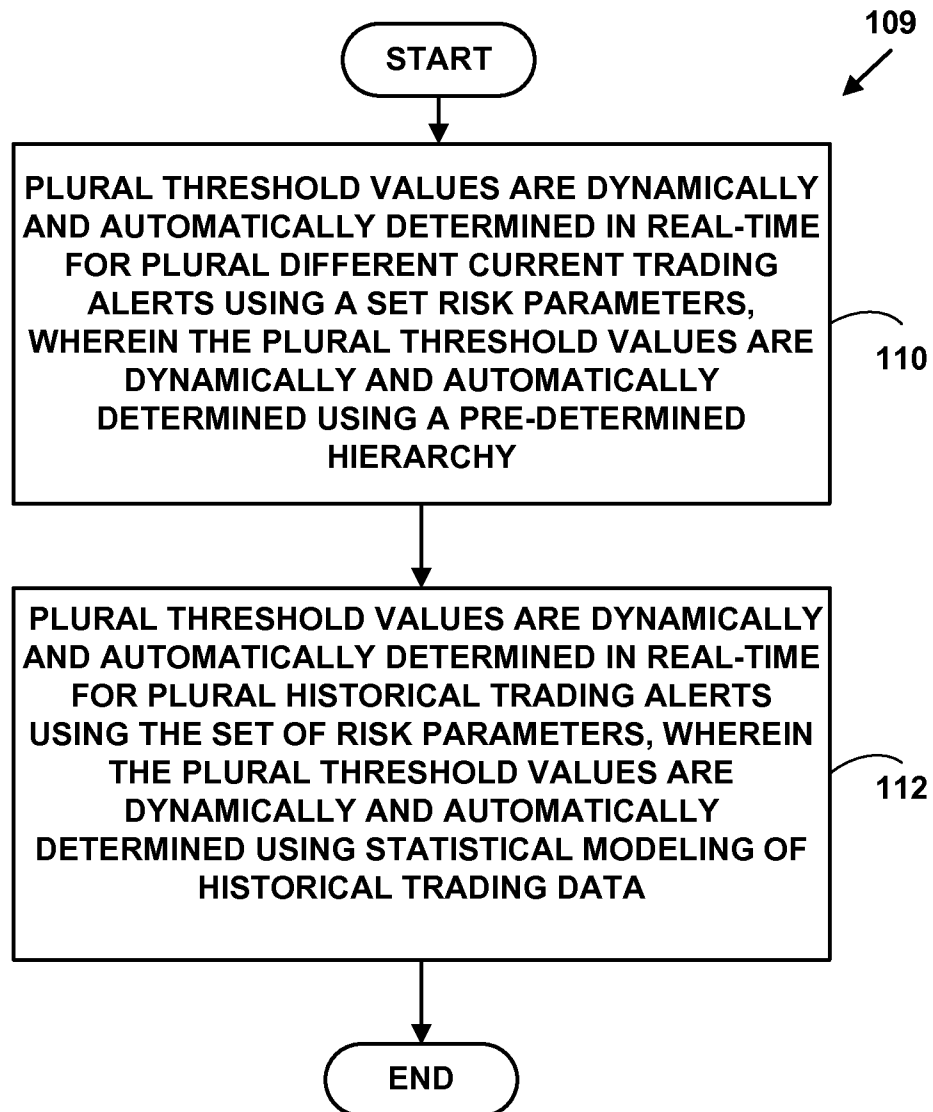 109
START
PLURAL THRESHOLD VALUES ARE DYNAMICALLY
AND AUTOMATICALLY DETERMINED IN REAL-TIME
FOR PLURAL DIFFERENT CURRENT TRADING
ALERTS USING A SET RISK PARAMETERS,
WHEREIN THE PLURAL THRESHOLD VALUES ARE
DYNAMICALLY AND AUTOMATICALLY
DETERMINED USING A PRE-DETERMINED
HIERARCHY
110
PLURAL THRESHOLD VALUES ARE DYNAMICALLY
AND AUTOMATICALLY DETERMINED IN REAL-TIME
FOR PLURAL HISTORICAL TRADING ALERTS
USING THE SET OF RISK PARAMETERS, WHEREIN
THE PLURAL THRESHOLD VALUES ARE
DYNAMICALLY AND AUTOMATICALLY
DETERMINED USING STATISTICAL MODELING OF
HISTORICAL TRADING DATA
112
END